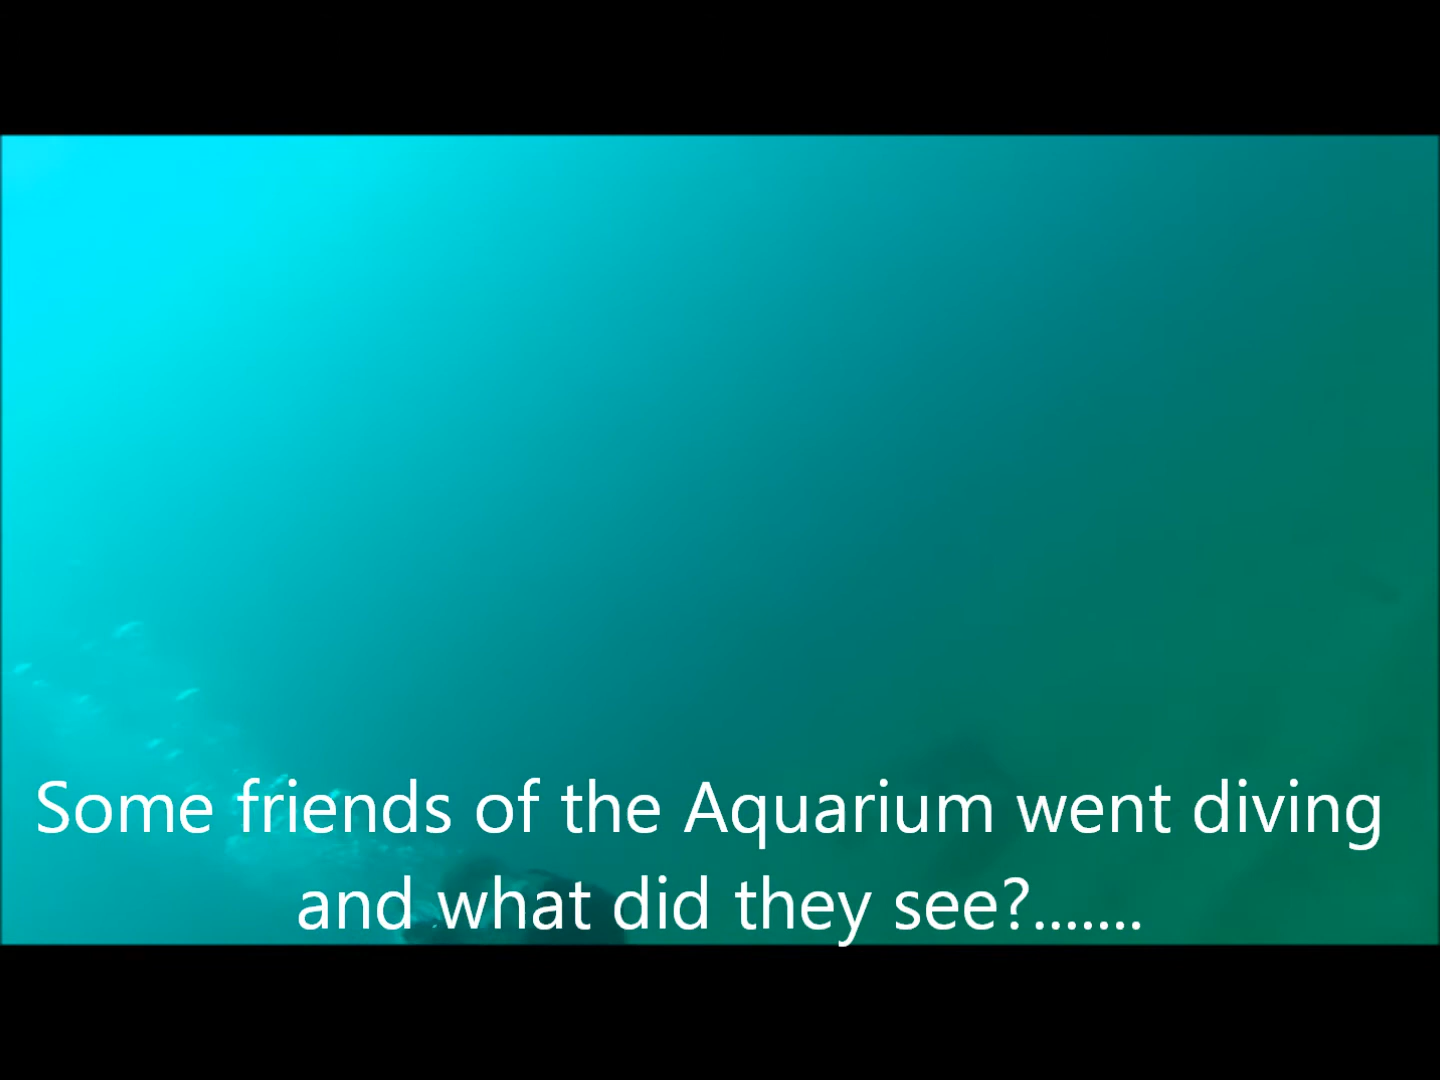 Some friends of the Aquarium went diving
and what did they see?.......